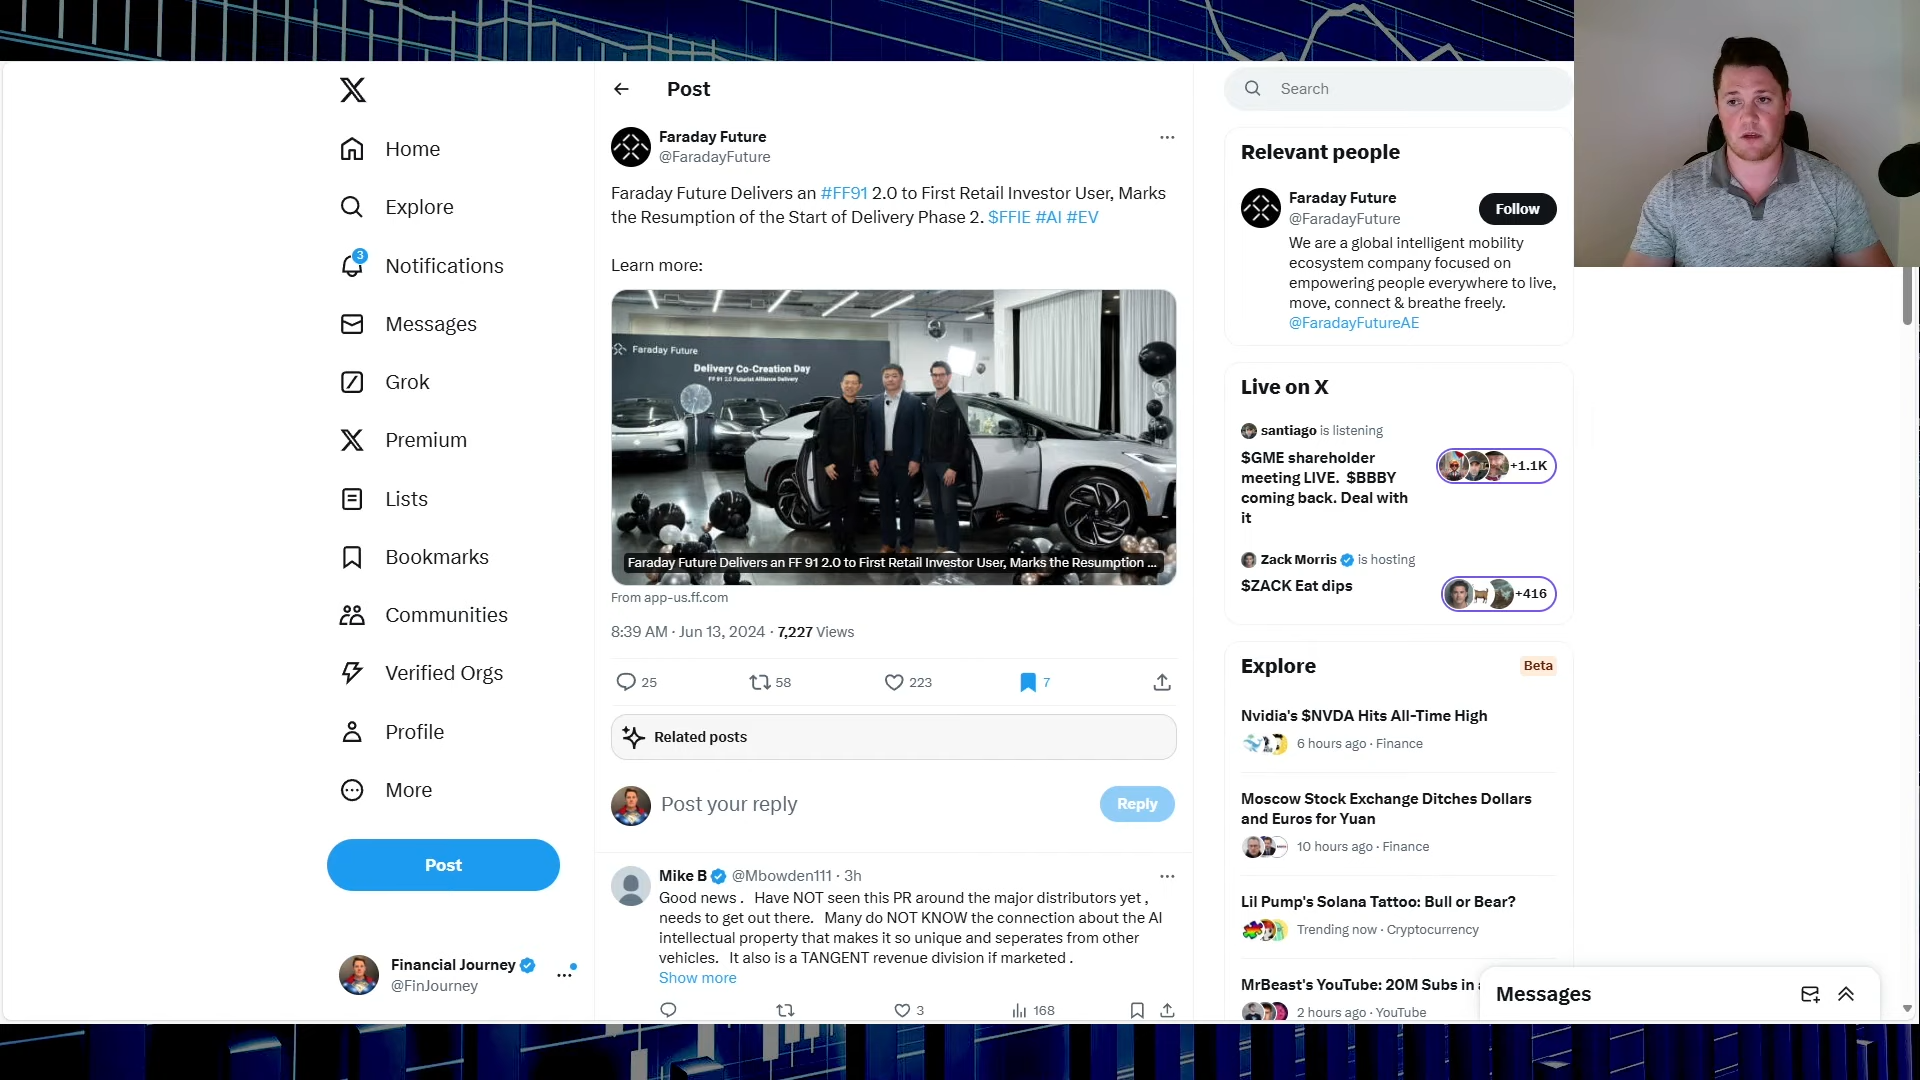 Home
Explore
3
Notifications
Messages
Grok
Premium
Lists
Bookmarks
Communities
Verified Orgs
Profile
More
Post
Financial Journey
@FinJourney
Post
Faraday Future
@FaradayFuture
Faraday Future Delivers an #FF91 2.0 to First Retail Investor User, Marks
the Resumption of the Start of Delivery Phase 2. $FFIE #AI #EV
Learn more:
Faraday Future
Delivery Co-Creation Day
FF 91 2.0 Futurist Alliance Delivery
Faraday Future Delivers an FF 91 2.0 to First Retail Investor User, Marks the Resumption ...
From app-us.ff.com
8:39 AM · Jun 13, 2024 · 7,227 Views
25 58 223 7
Related posts
Post your reply
Reply
Mike B @Mbowden111 · 3h
Good news . Have NOT seen this PR around the major distributors yet ,
needs to get out there. Many do NOT KNOW the connection about the AI
intellectual property that makes it so unique and seperates from other
vehicles. It also is a TANGENT revenue division if marketed .
Show more
3 168
Search
Relevant people
Faraday Future
@FaradayFuture
Follow
We are a global intelligent mobility
ecosystem company focused on
empowering people everywhere to live,
move, connect & breathe freely.
@FaradayFutureAE
Live on X
santiago is listening
$GME shareholder
meeting LIVE. $BBBY
coming back. Deal with
it
+1.1K
Zack Morris is hosting
$ZACK Eat dips
+416
Explore
Beta
Nvidia's $NVDA Hits All-Time High
6 hours ago · Finance
Moscow Stock Exchange Ditches Dollars
and Euros for Yuan
10 hours ago · Finance
Lil Pump's Solana Tattoo: Bull or Bear?
Trending now · Cryptocurrency
MrBeast's YouTube: 20M Subs in
2 hours ago · YouTube
Messages